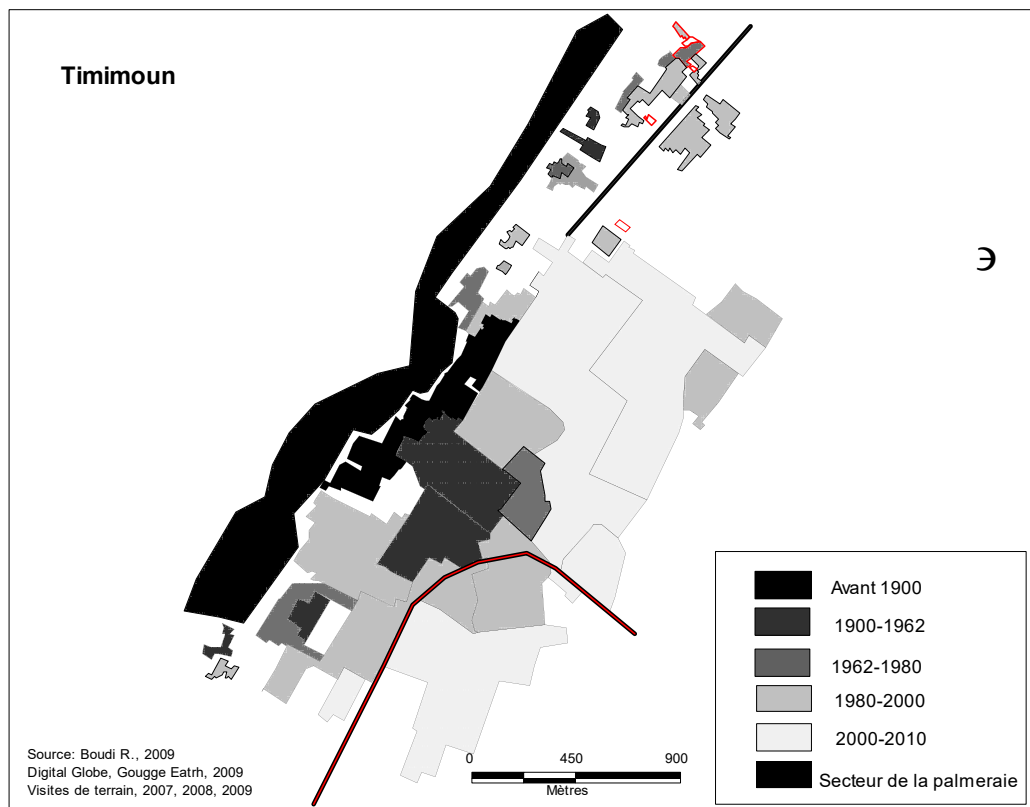 Timimoun
э
Avant 1900
1900-1962
1962-1980
1980-2000
2000-2010
Secteur de la palmeraie
Source: Boudi R., 2009
Digital Globe, Gougge Eatrh, 2009
Visites de terrain, 2007, 2008, 2009
0 450 900
Mètres